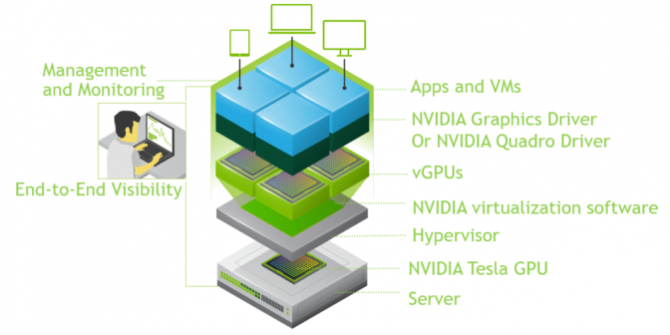 Management
and Monitoring
End-to-End Visibility
Apps and VMs
NVIDIA Graphics Driver
Or NVIDIA Quadro Driver
vGPUs
NVIDIA virtualization software
Hypervisor
NVIDIA Tesla GPU
Server